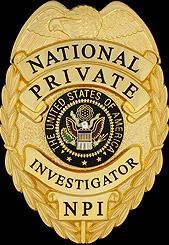 NATIONAL
PRIVATE
THE UNITED STATES OF AMERICA
INVESTIGATOR
NPI